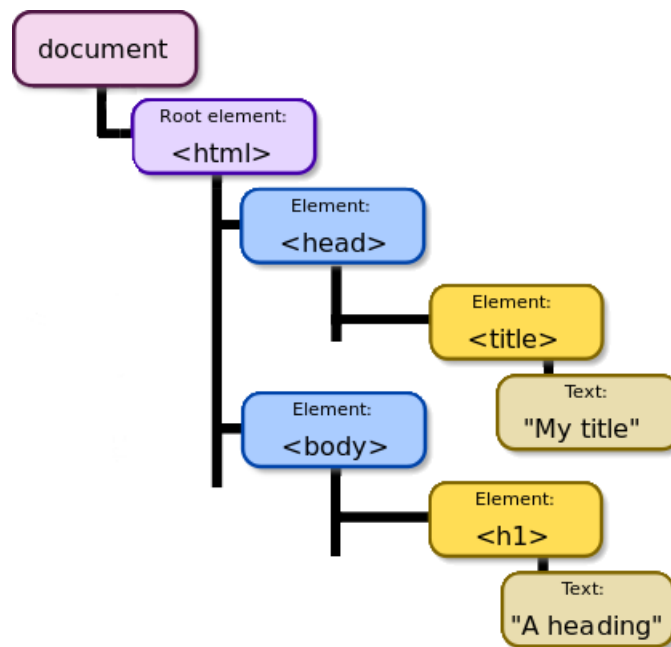 document
Root element:
<html>
Element:
<head>
Element:
<title>
Text:
"My title"
Element:
<body>
Element:
<h1>
Text:
"A heading"